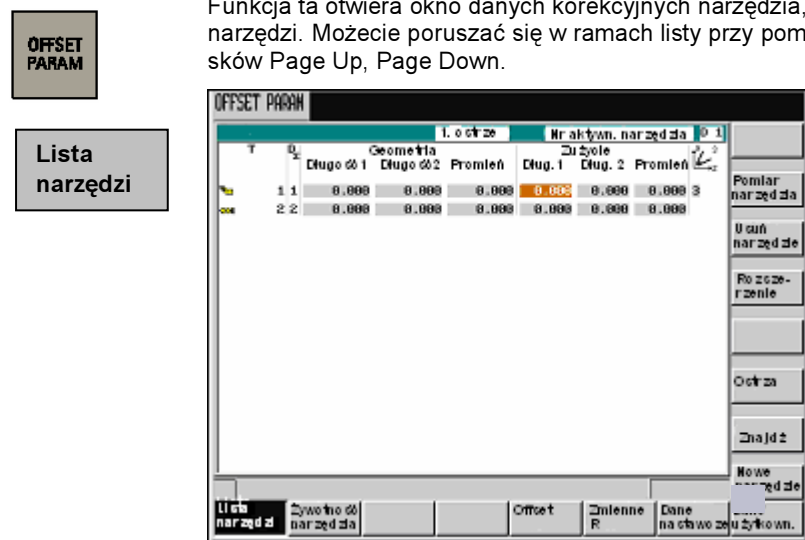 Funkcja ta otwiera okno danych korekcyjnych narzędzia,
narzędzi. Możecie poruszać się w ramach listy przy pom
sków Page Up, Page Down.
OFFSET
PARAM
Lista
narzędzi
OFFSET PARAM
1. ostrze Nr aktywn. narzędzia D 1
T Dz Geometria Zużycie
Długość 1 Długość 2 Promień Dług. 1 Dług. 2 Promień
1 1 0.000 0.000 0.000 0.000 0.000 0.000 3
2 2 0.000 0.000 0.000 0.000 0.000 0.000
Pomiar
narzędzia
Usuń
narzędzie
Rozsze-
rzenie
Ostrza
Znajdź
Nowe
Lista
narzędzi
Żywotność
narzędzia
Offset
Zmienne
R
Dane
nastawo
użytkown.